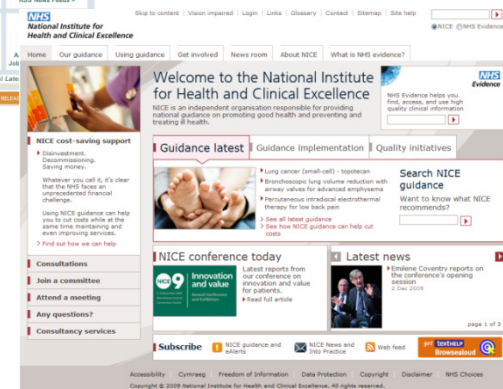 NHS
National Institute for
Health and Clinical Excellence
Skip to content | Vision impaired | Login | Links | Glossary | Contact | Sitemap | Site help
NICE NHS Evidence
Home
Our guidance
Using guidance
Get involved
News room
About NICE
What is NHS evidence?
Welcome to the National Institute
for Health and Clinical Excellence
NICE is an independent organisation responsible for providing
national guidance on promoting good health and preventing and
treating ill health.
NHS
Evidence
NHS Evidence helps you
find, access, and use high
quality clinical information
NICE cost-saving support
Disinvestment.
Decommissioning.
Saving money.
Whatever you call it, it's clear
that the NHS faces an
unprecedented financial
challenge.
Using NICE guidance can help
you to cut costs while at the
same time maintaining and
even improving services.
> Find out how we can help
Consultations
Join a committee
Attend a meeting
Any questions?
Consultancy services
Guidance latest
Guidance implementation
Quality initiatives
Lung cancer (small-cell) - topotecan
Bronchoscopic lung volume reduction with
airway valves for advanced emphysema
Percutaneous intradiscal electrothermal
therapy for low back pain
> See all latest guidance
> See how NICE guidance can help cut
costs
Search NICE
guidance
Want to know what NICE
recommends?
NICE conference today
NICE 9
Innovation
and value
Latest reports from
our conference on
innovation and value
for patients.
Read full article
Latest news
Emilene Coventry reports on
the conference's opening
session
2 Dec 2009
page 1 of 3
Subscribe
NICE guidance and
eAlerts
NICE News and
Into Practice
Web feed
get texthelp
Browsealoud
Accessibility | Cymraeg | Freedom of Information | Data Protection | Copyright | Disclaimer | NHS Choices
Copyright © 2009 National Institute for Health and Clinical Excellence. All rights reserved.